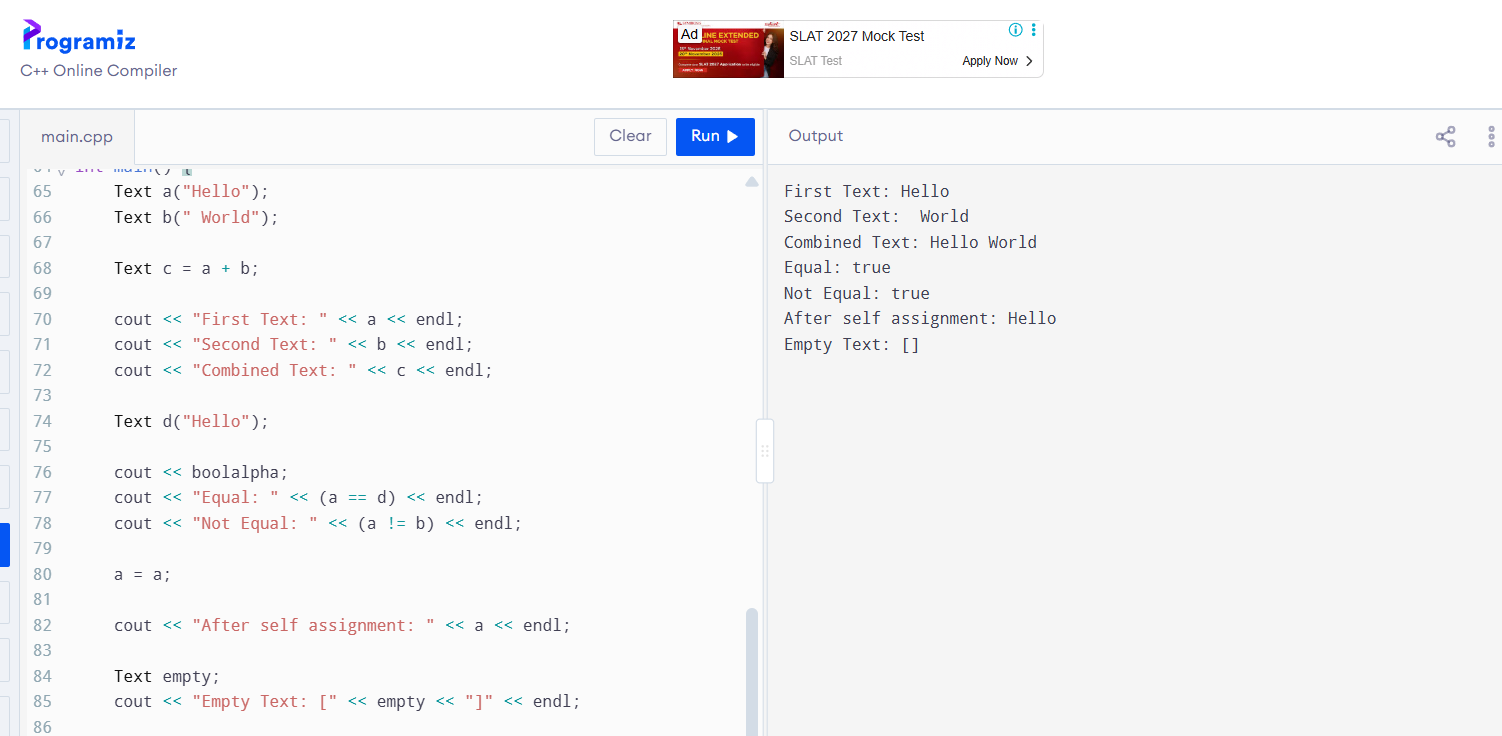 Programiz
C++ Online Compiler
Ad
SLAT 2027 Mock Test
SLAT Test
Apply Now
main.cpp
Clear
Run
Output
64 int main() {
65 Text a("Hello");
66 Text b(" World");
67
68 Text c = a + b;
69
70 cout << "First Text: " << a << endl;
71 cout << "Second Text: " << b << endl;
72 cout << "Combined Text: " << c << endl;
73
74 Text d("Hello");
75
76 cout << boolalpha;
77 cout << "Equal: " << (a == d) << endl;
78 cout << "Not Equal: " << (a != b) << endl;
79
80 a = a;
81
82 cout << "After self assignment: " << a << endl;
83
84 Text empty;
85 cout << "Empty Text: [" << empty << "]" << endl;
86
First Text: Hello
Second Text:  World
Combined Text: Hello World
Equal: true
Not Equal: true
After self assignment: Hello
Empty Text: []